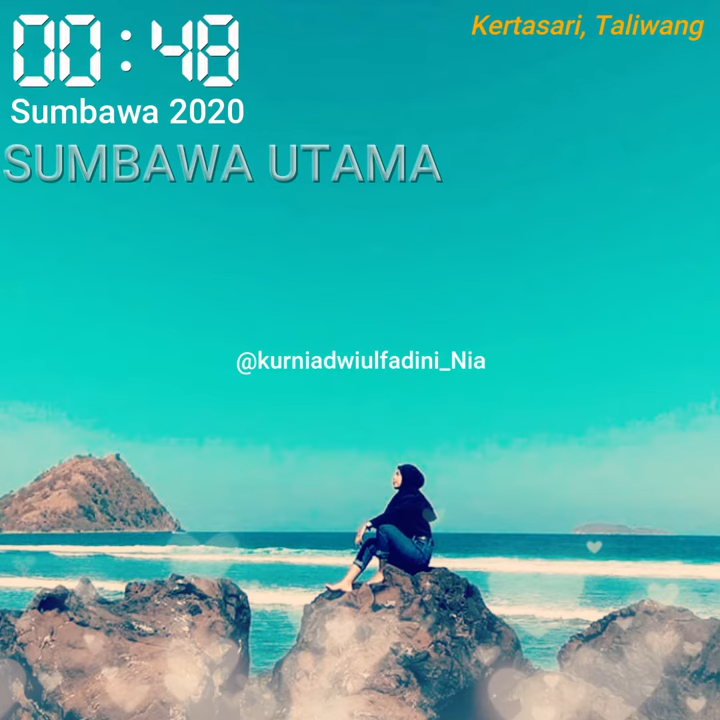 00:48
Kertasari, Taliwang
Sumbawa 2020
SUMBAWA UTAMA
@kurniadwiulfadini_Nia